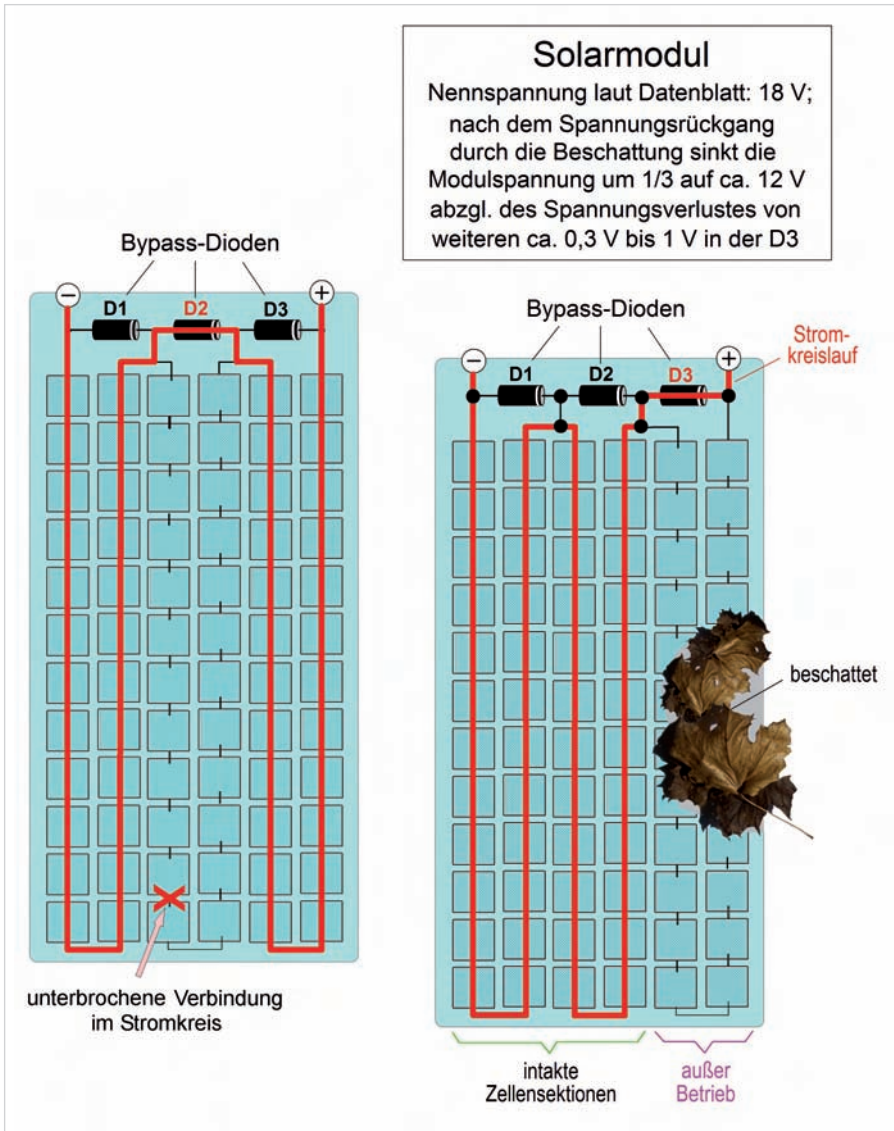 Solarmodul
Nennspannung laut Datenblatt: 18 V;
nach dem Spannungsrückgang
durch die Beschattung sinkt die
Modulspannung um 1/3 auf ca. 12 V
abzgl. des Spannungsverlustes von
weiteren ca. 0,3 V bis 1 V in der D3
Bypass-Dioden
− D1 D2 D3 +
unterbrochene Verbindung
im Stromkreis
Bypass-Dioden
Strom-
kreislauf
− D1 D2 D3 +
beschattet
intakte
Zellensektionen
außer
Betrieb